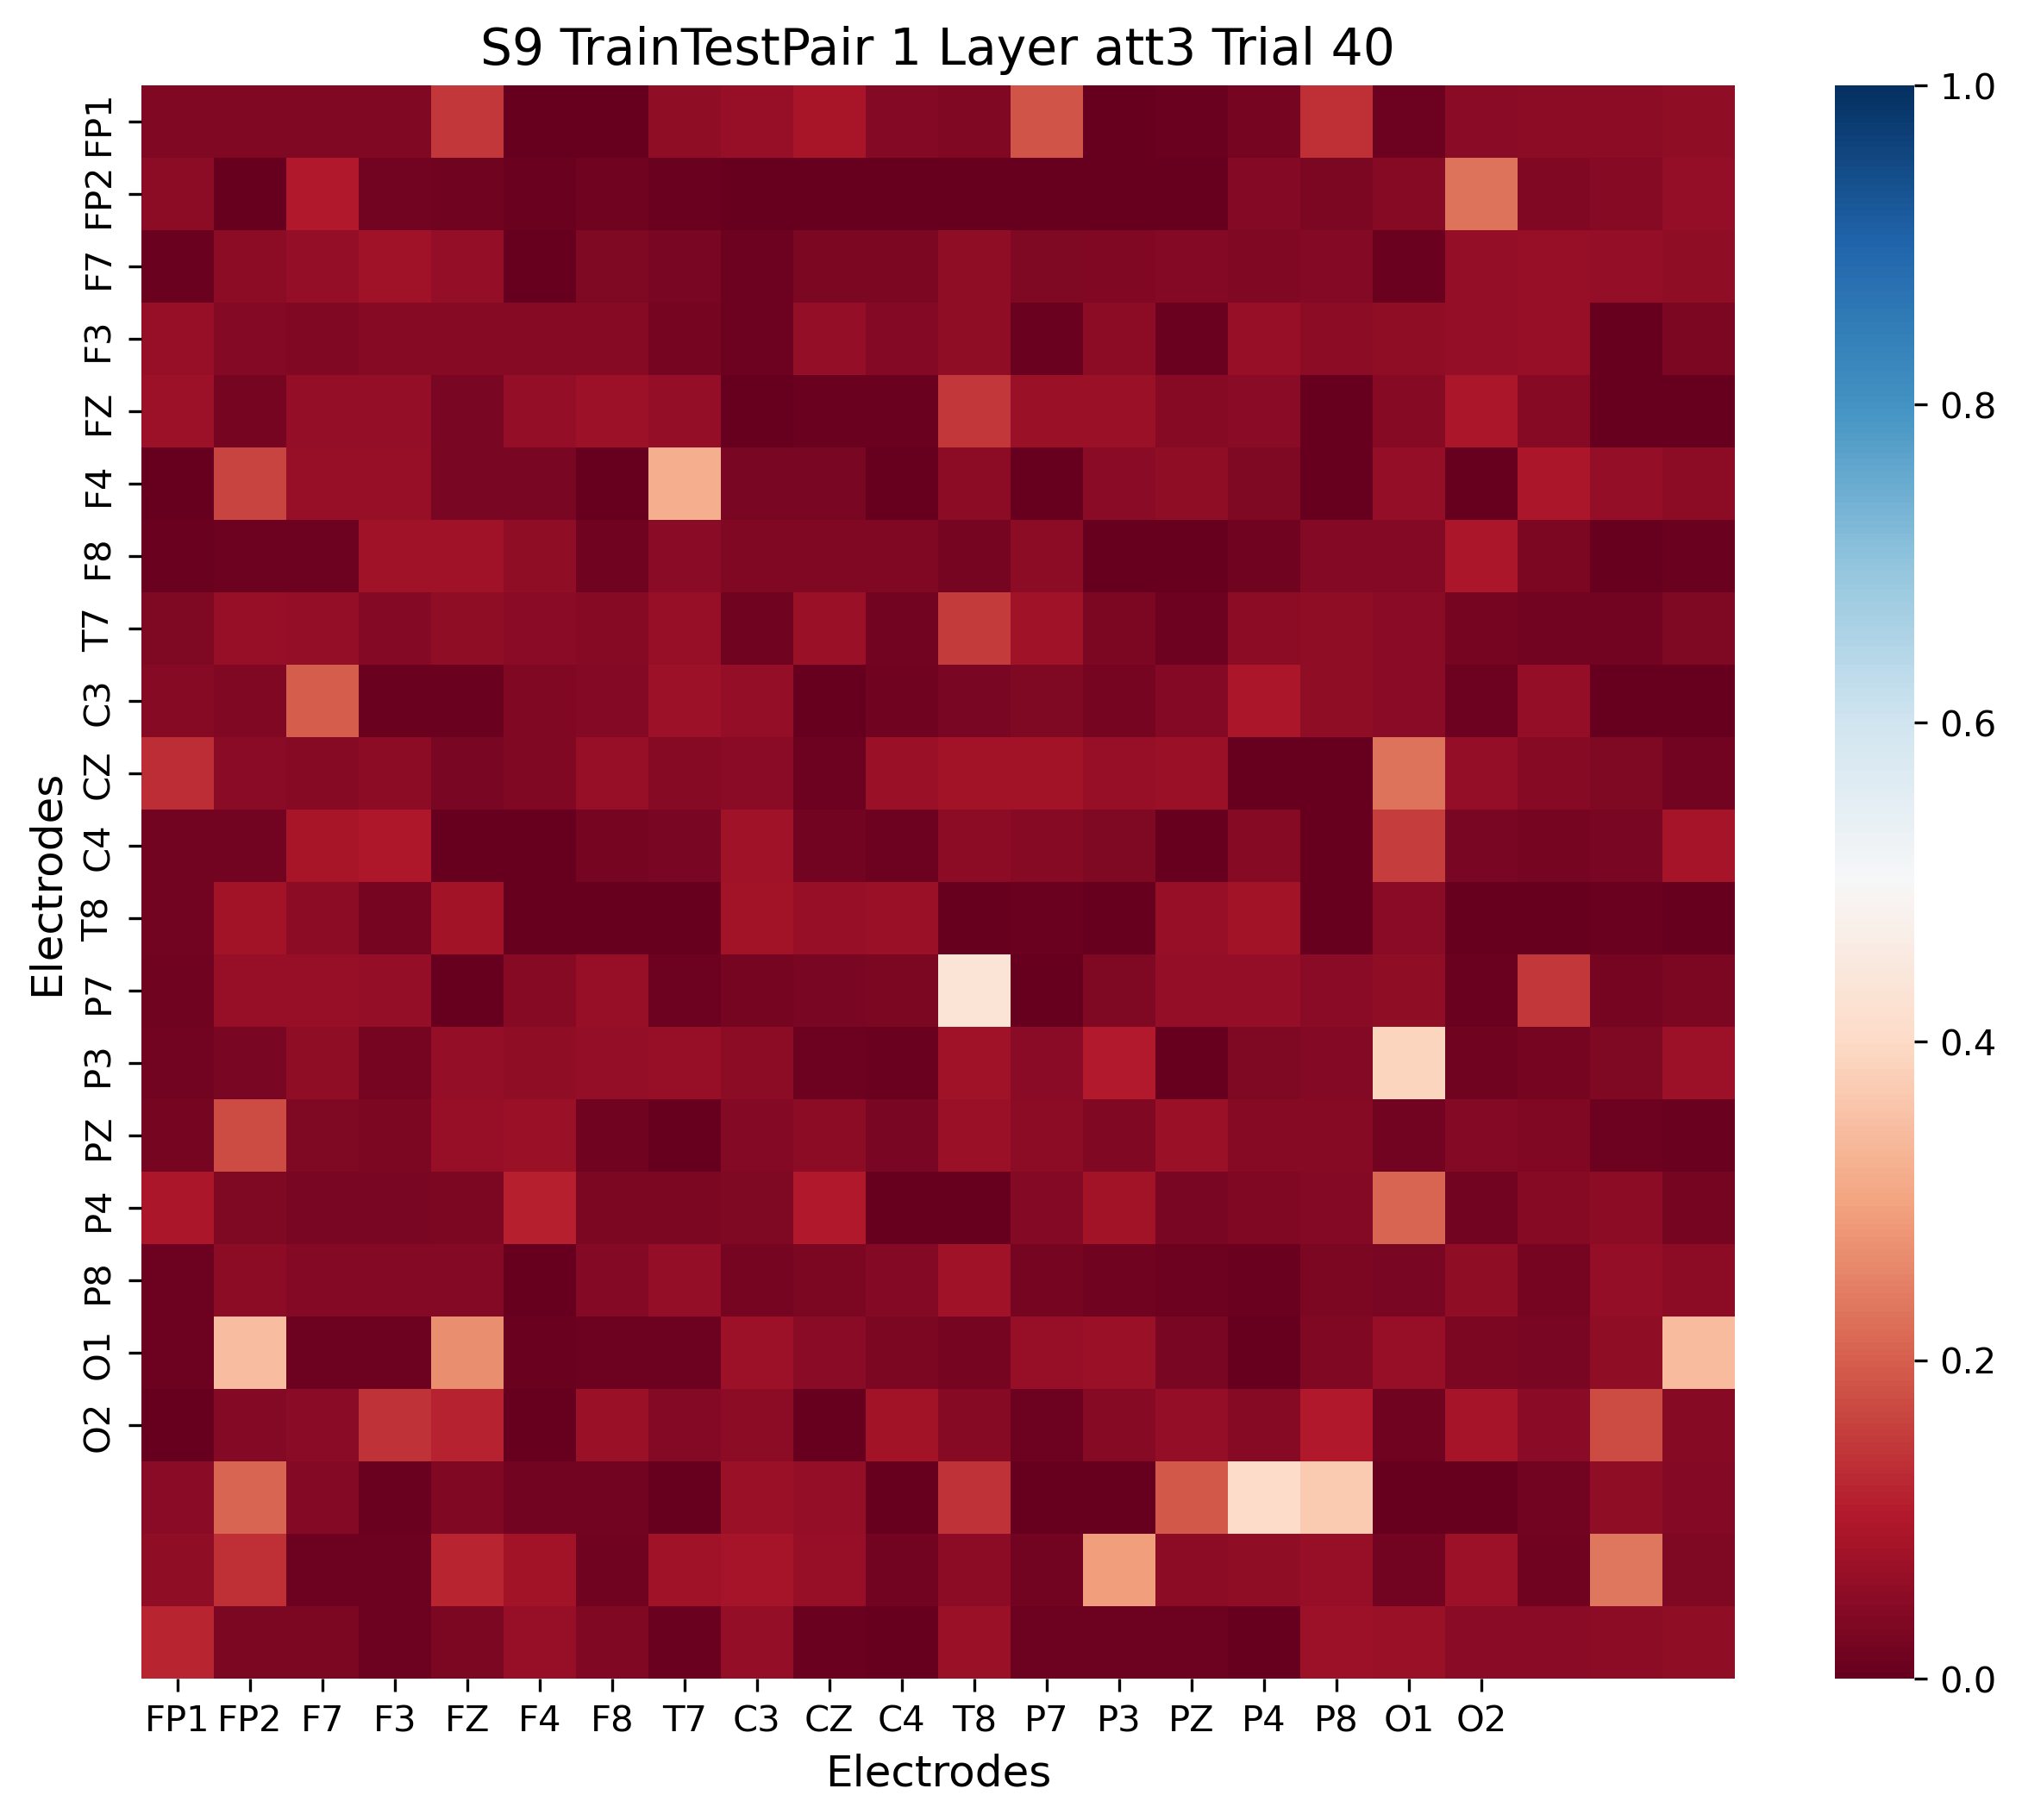 S9 TrainTestPair 1 Layer att3 Trial 40
Electrodes
FP1
FP2
F7
F3
FZ
F4
F8
T7
C3
CZ
C4
T8
P7
P3
PZ
P4
P8
O1
O2
FP1 FP2 F7 F3 FZ F4 F8 T7 C3 CZ C4 T8 P7 P3 PZ P4 P8 O1 O2
Electrodes
1.0
0.8
0.6
0.4
0.2
0.0